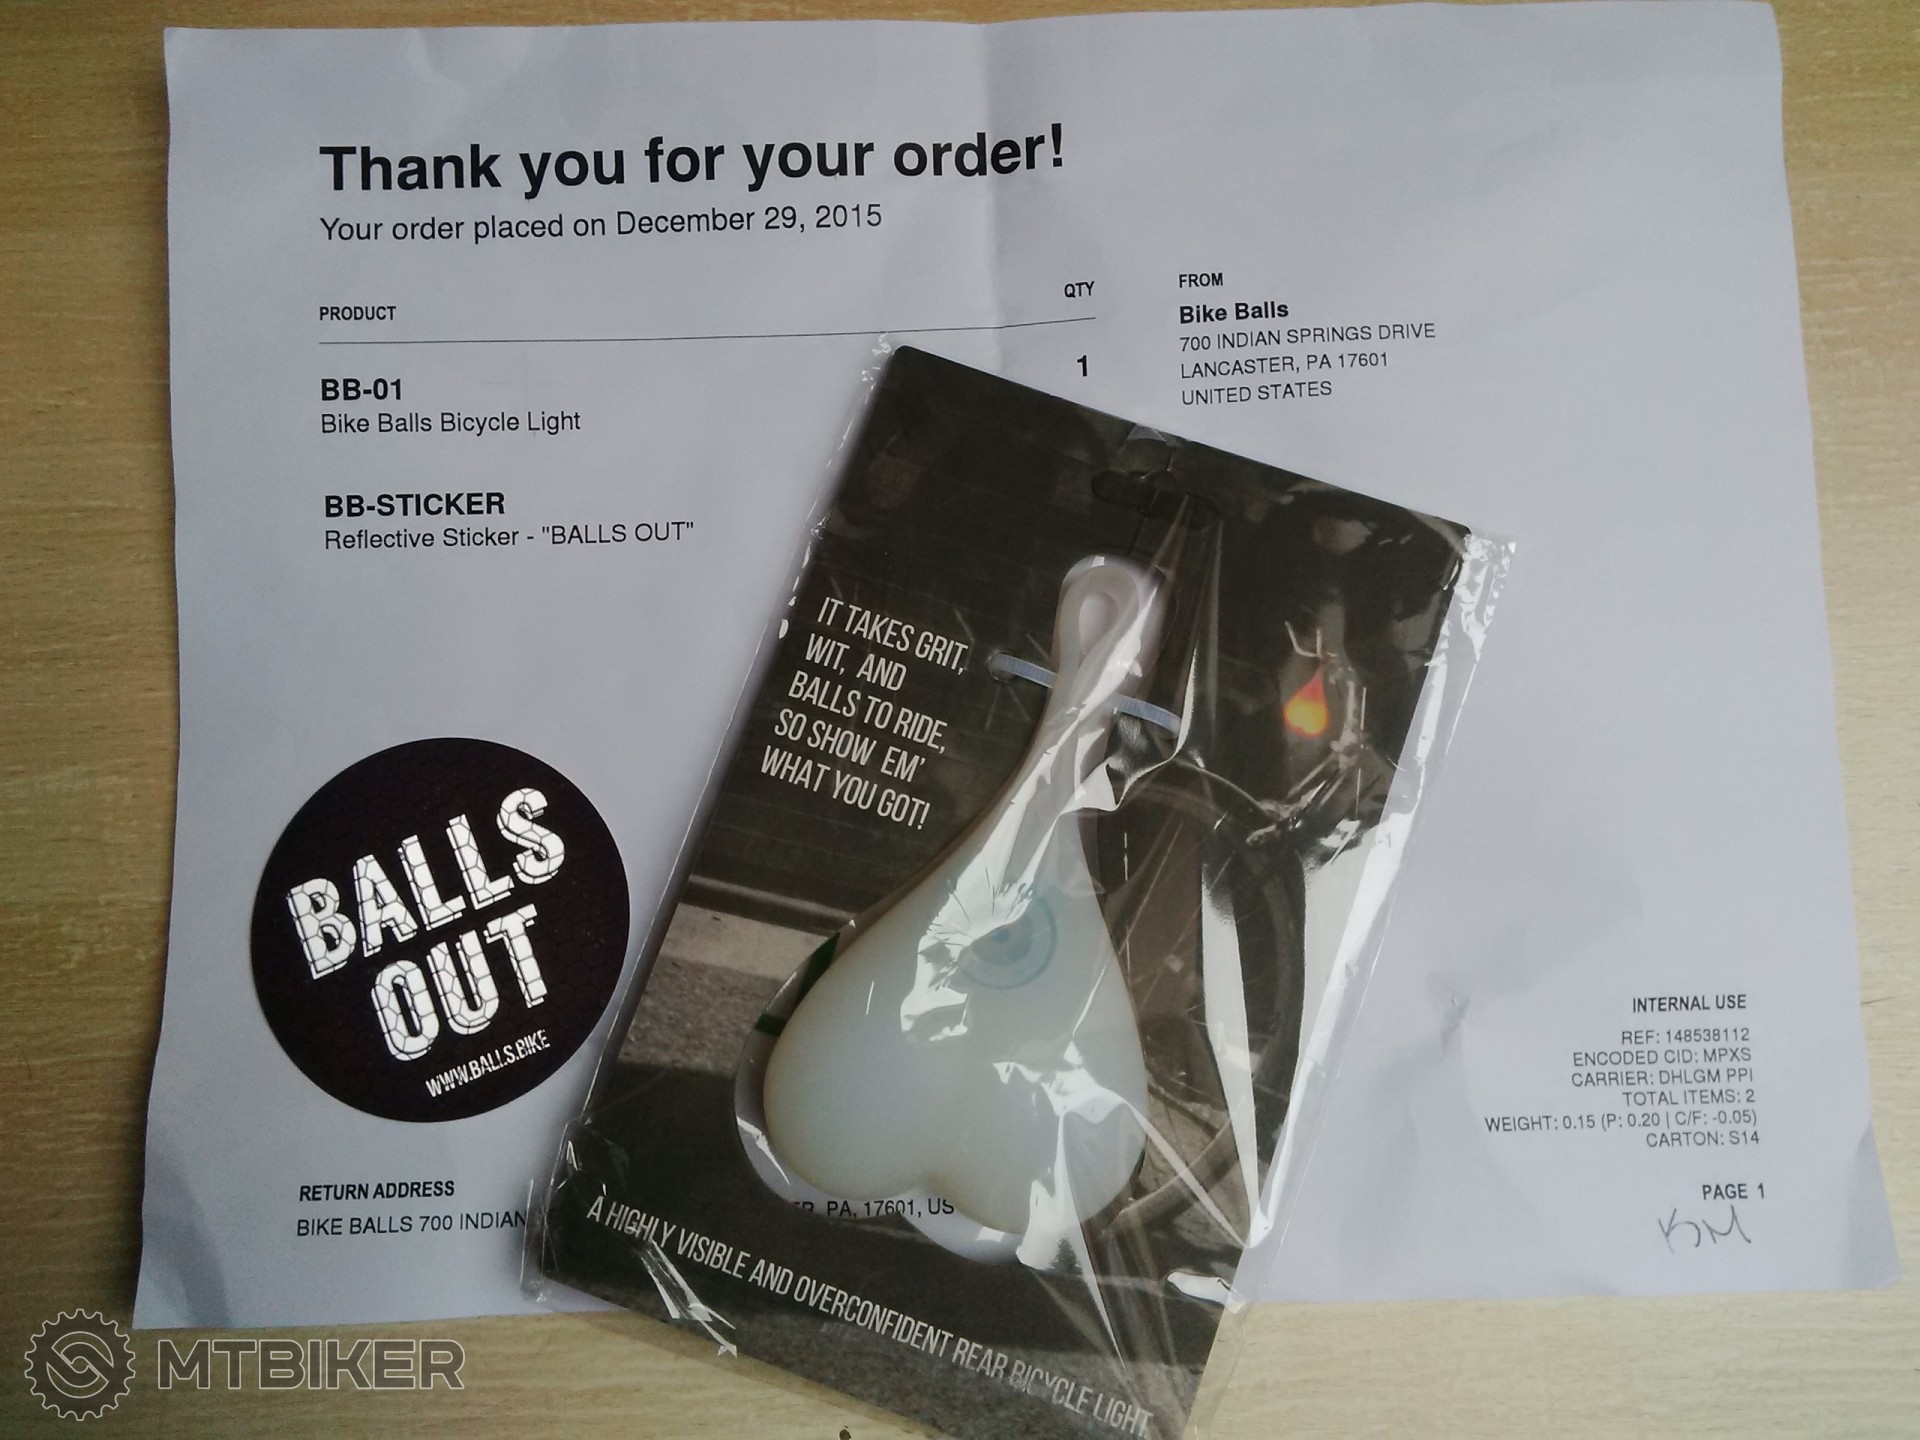 Thank you for your order!
Your order placed on December 29, 2015
PRODUCT
QTY
BB-01
1
Bike Balls Bicycle Light
BB-STICKER
Reflective Sticker - "BALLS OUT"
FROM
Bike Balls
700 INDIAN SPRINGS DRIVE
LANCASTER, PA 17601
UNITED STATES
IT TAKES GRIT,
WIT, AND
BALLS TO RIDE,
SO SHOW EM'
WHAT YOU GOT!
BALLS
OUT
WWW.BALLS.BIKE
INTERNAL USE
REF: 148538112
ENCODED CID: MPXS
CARRIER: DHLGM PPI
TOTAL ITEMS: 2
WEIGHT: 0.15 (P: 0.20 | C/F: -0.05)
CARTON: S14
PAGE 1
KM
RETURN ADDRESS
BIKE BALLS 700 INDIAN
PA, 17601, US
A HIGHLY VISIBLE AND OVERCONFIDENT REAR BICYCLE LIGHT.
MTBIKER